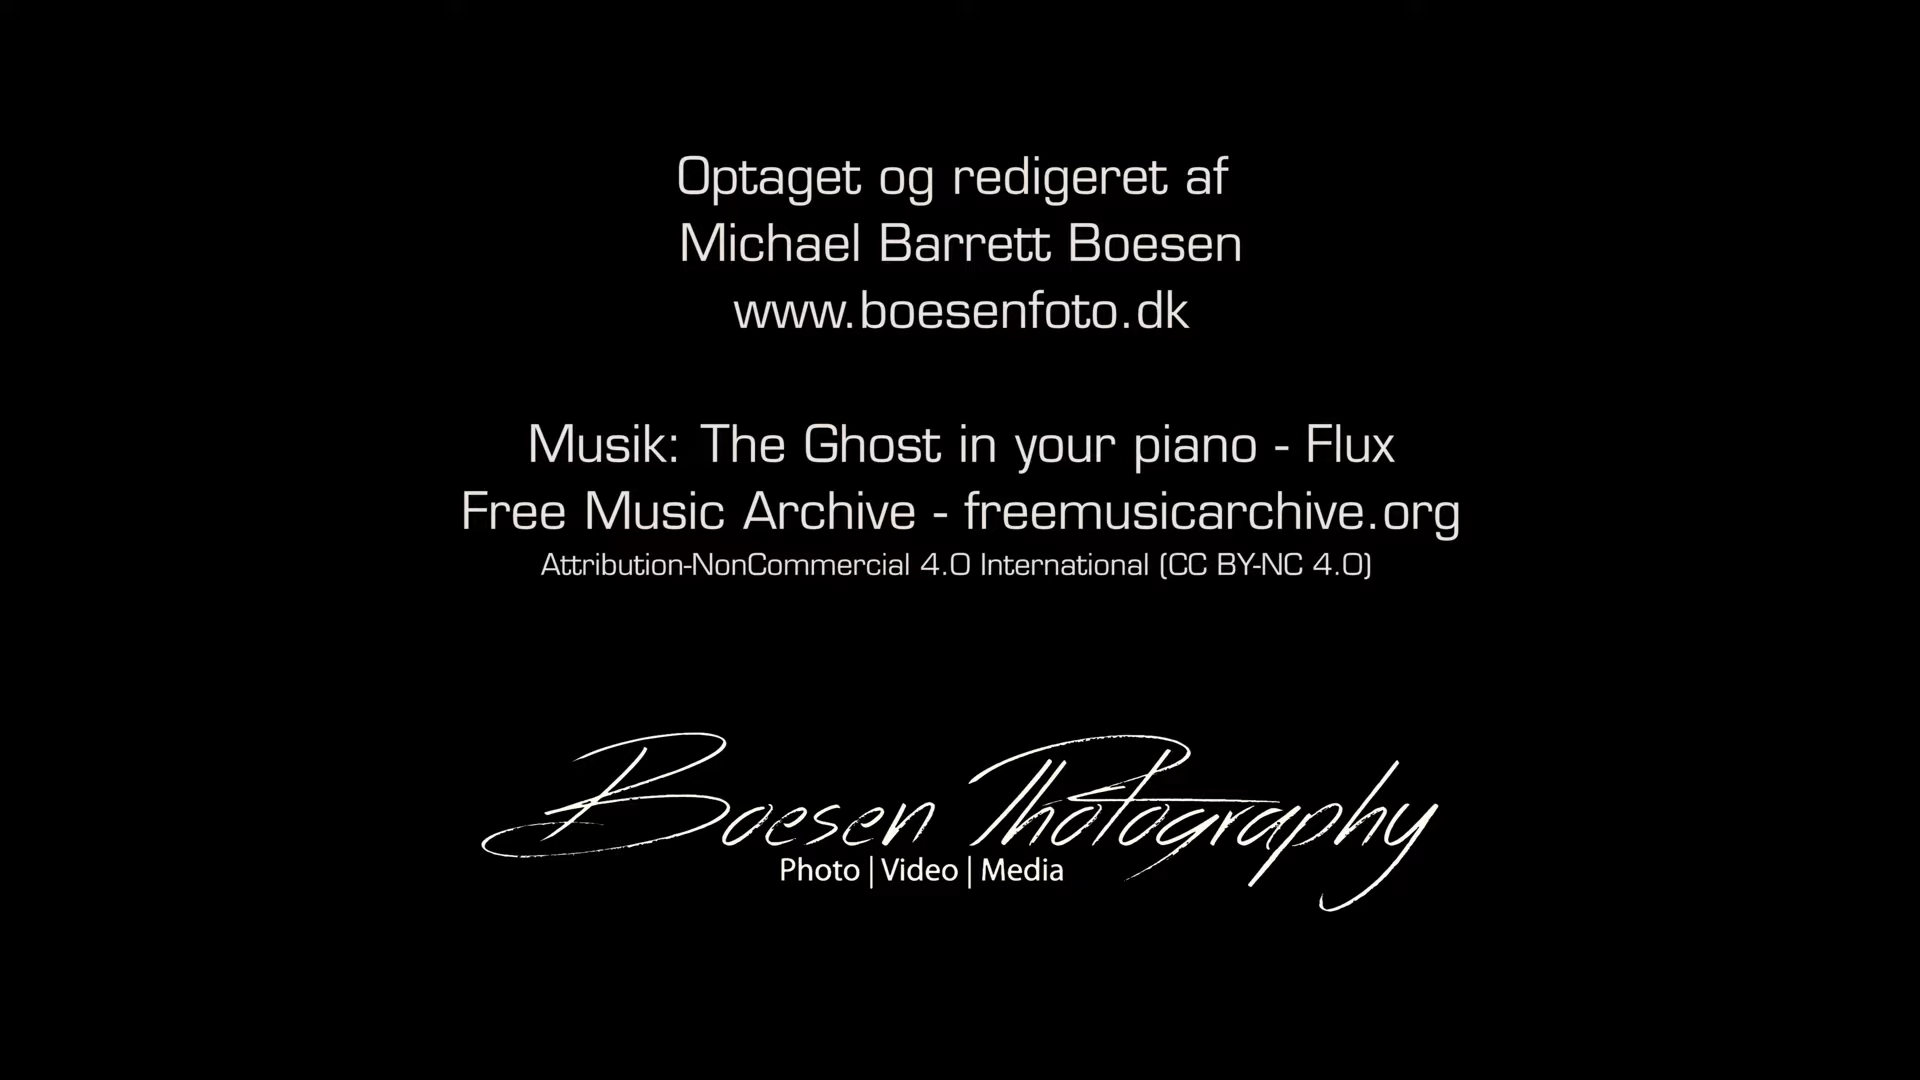 Optaget og redigeret af
Michael Barrett Boesen
www.boesenfoto.dk
Musik: The Ghost in your piano - Flux
Free Music Archive - freemusicarchive.org
Attribution-NonCommercial 4.0 International (CC BY-NC 4.0)
Boesen Photography
Photo | Video | Media